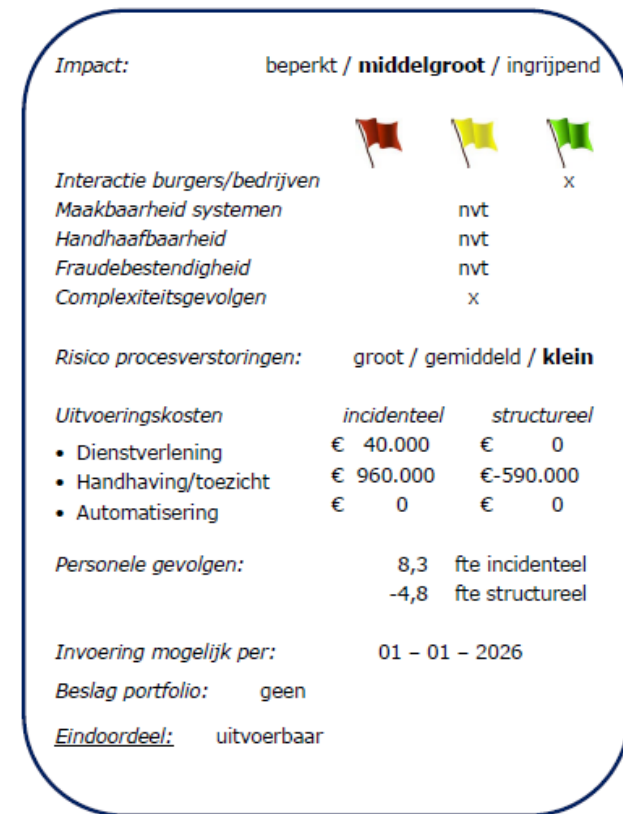 Impact: beperkt / middelgroot / ingrijpend
Interactie burgers/bedrijven x
Maakbaarheid systemen nvt
Handhaafbaarheid nvt
Fraudebestendigheid nvt
Complexiteitsgevolgen x
Risico procesverstoringen: groot / gemiddeld / klein
Uitvoeringskosten incidenteel structureel
• Dienstverlening € 40.000 € 0
• Handhaving/toezicht € 960.000 €-590.000
• Automatisering € 0 € 0
Personele gevolgen: 8,3 fte incidenteel
-4,8 fte structureel
Invoering mogelijk per: 01 – 01 – 2026
Beslag portfolio: geen
Eindoordeel: uitvoerbaar